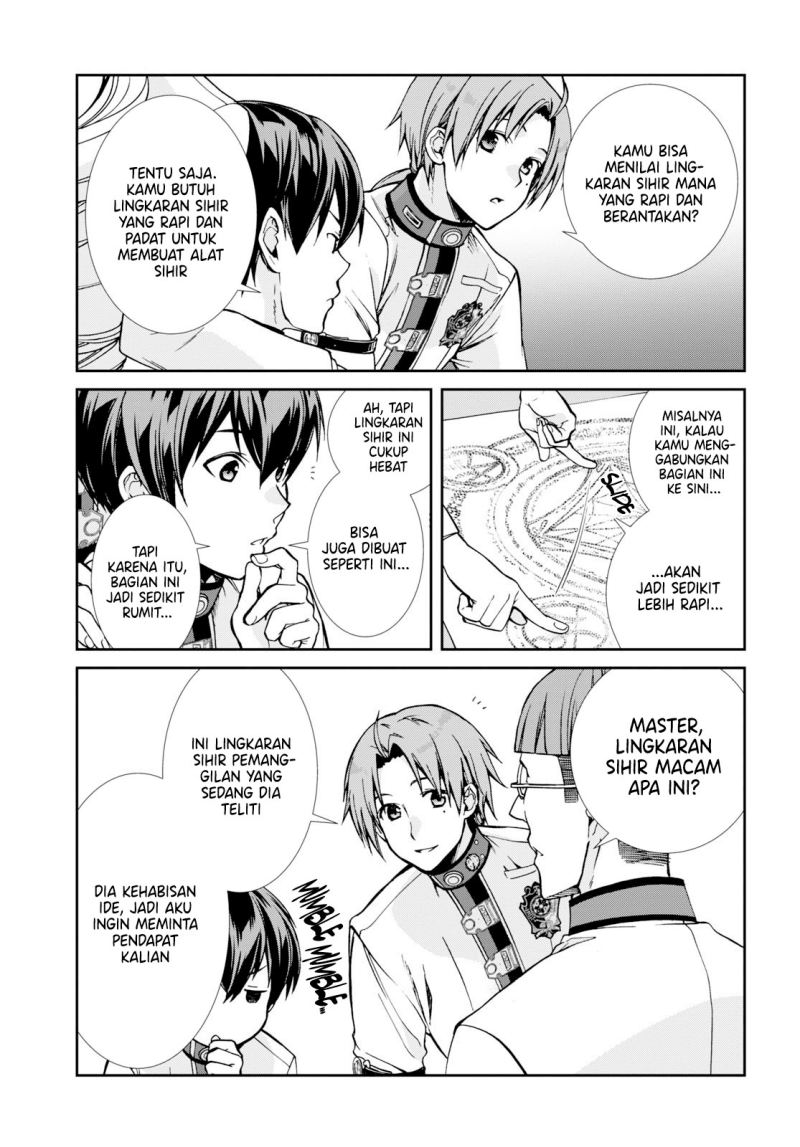 KAMU BISA
MENILAI LING-
KARAN SIHIR MANA
YANG RAPI DAN
BERANTAKAN?
TENTU SAJA.
KAMU BUTUH
LINGKARAN SIHIR
YANG RAPI DAN
PADAT UNTUK
MEMBUAT ALAT
SIHIR
MISALNYA
INI, KALAU
KAMU MENG-
GABUNGKAN
BAGIAN INI
KE SINI...
SLIDE
...AKAN
JADI SEDIKIT
LEBIH RAPI...
AH, TAPI
LINGKARAN
SIHIR INI
CUKUP
HEBAT
BISA
JUGA DIBUAT
SEPERTI INI...
TAPI
KARENA ITU,
BAGIAN INI
JADI SEDIKIT
RUMIT...
MASTER,
LINGKARAN
SIHIR MACAM
APA INI?
INI LINGKARAN
SIHIR PEMANG-
GILAN YANG
SEDANG DIA
TELITI
DIA KEHABISAN
IDE, JADI AKU
INGIN MEMINTA
PENDAPAT
KALIAN
MUMBLE MUMBLE...